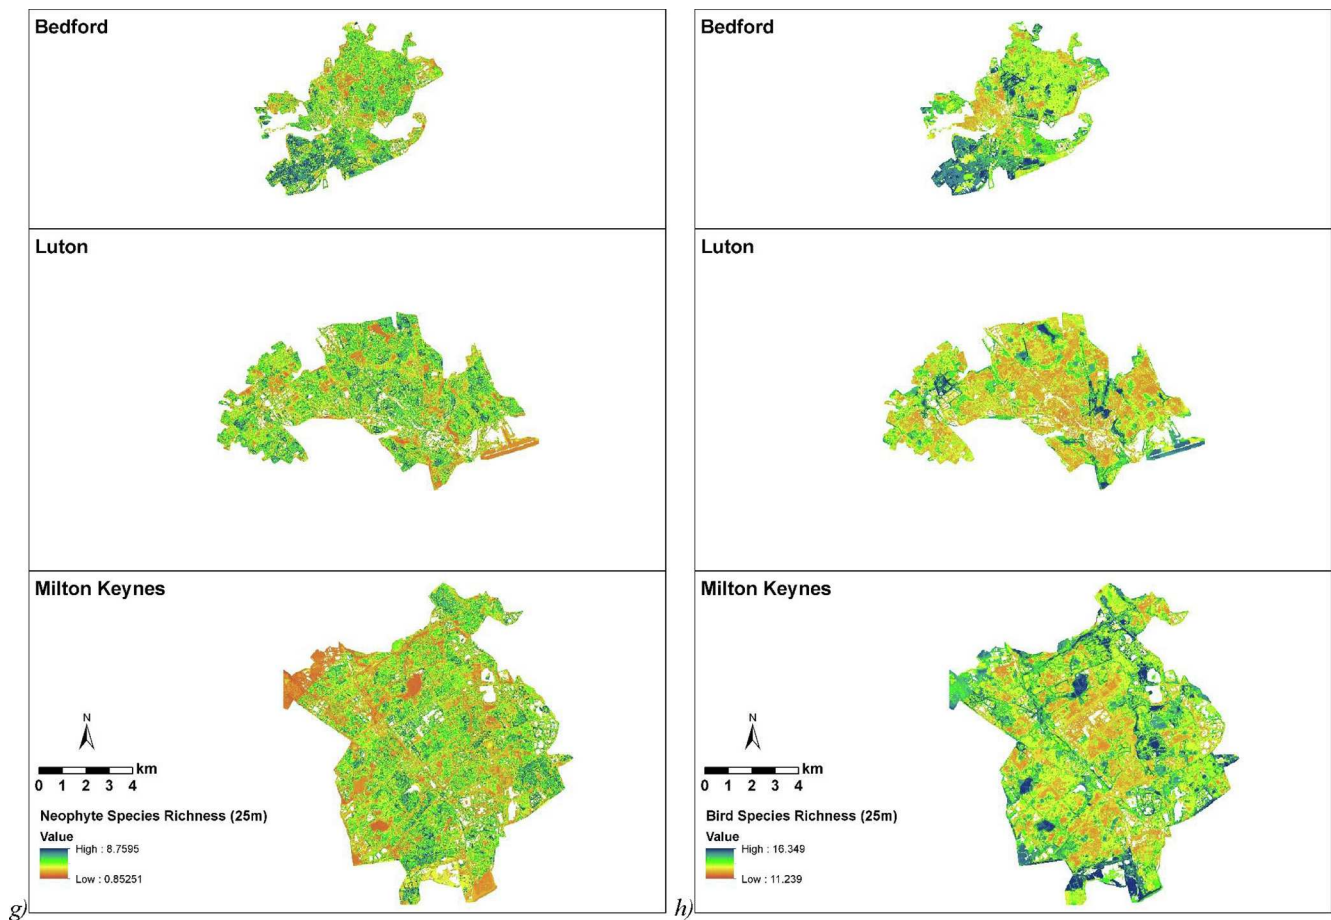 Bedford
Luton
Milton Keynes
N
km
0 1 2 3 4
Neophyte Species Richness (25m)
Value
High : 8.7595
Low : 0.85251
g)
Bedford
Luton
Milton Keynes
N
km
0 1 2 3 4
Bird Species Richness (25m)
Value
High : 16.349
Low : 11.239
h)